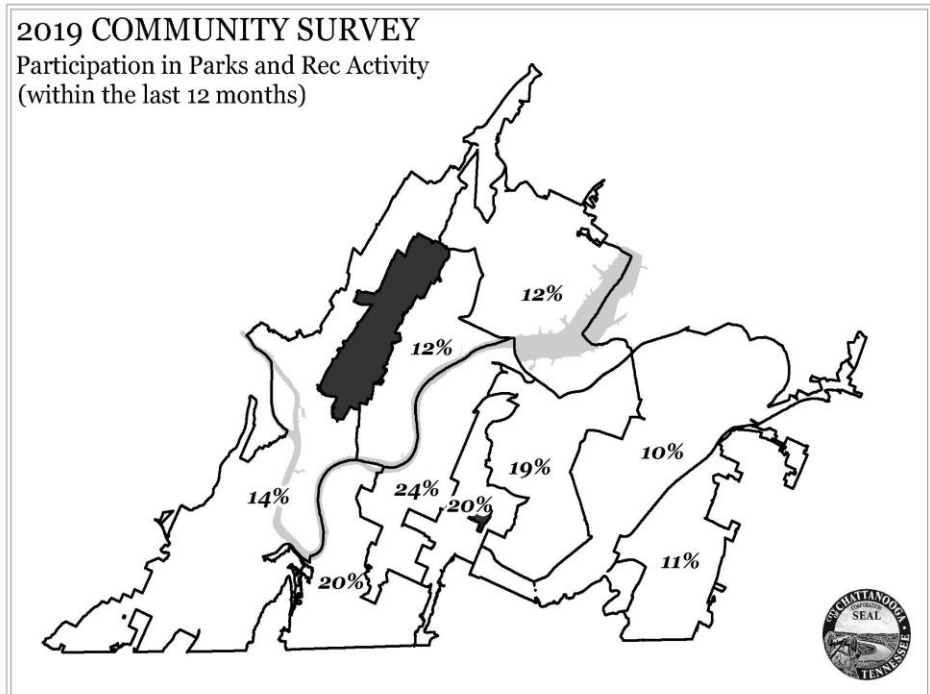 2019 COMMUNITY SURVEY
Participation in Parks and Rec Activity
(within the last 12 months)
12%
12%
19%
10%
14%
24%
20%
11%
20%
CITY OF CHATTANOOGA
CORPORATION
SEAL
TENNESSEE